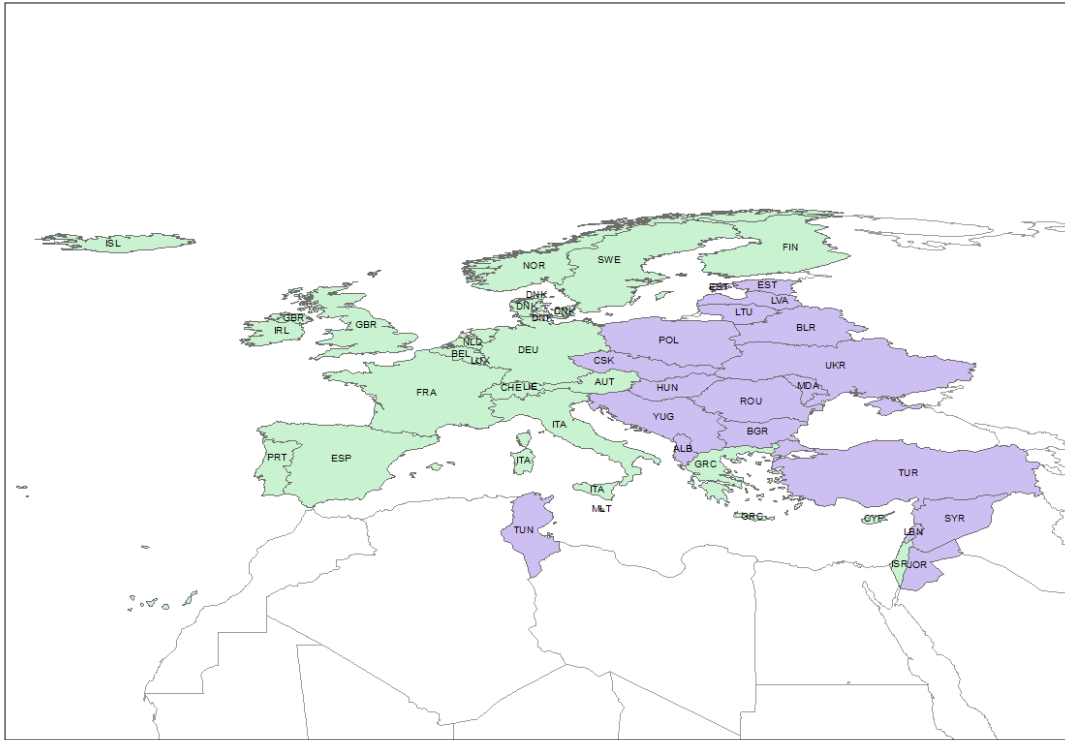 ISL
FIN
SWE
NOR
EST
EST
DNK
LVA
DNK
DNK
LTU
GBR
DNK
GBR
BLR
IRL
POL
NLD
DEU
BEL
LUX
CSK
UKR
AUT
CHE
LIE
HUN
MDA
FRA
ROU
YUG
ITA
BGR
ALB
PRT
ESP
ITA
GRC
TUR
ITA
MLT
GRC
CYP
SYR
TUN
LBN
ISR
JOR